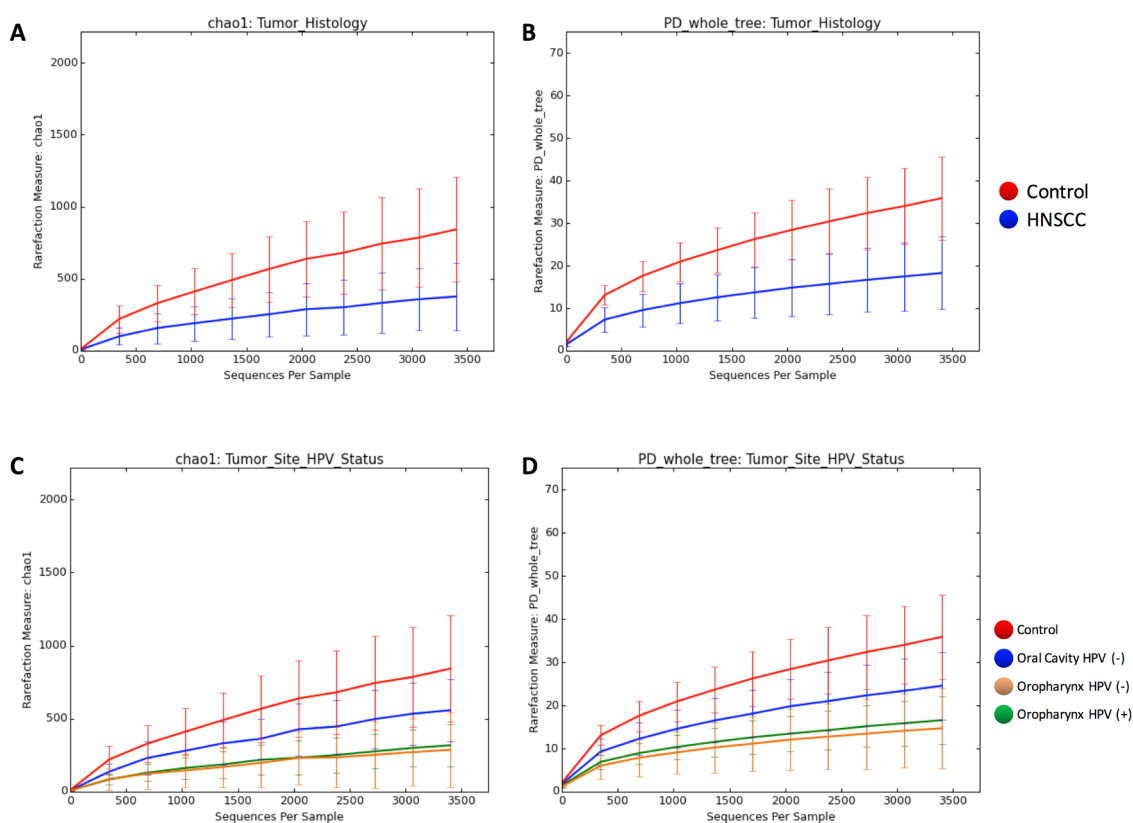 A
chao1: Tumor_Histology
Rarefaction Measure: chao1
2000
1500
1000
500
0
0 500 1000 1500 2000 2500 3000 3500
Sequences Per Sample
B
PD_whole_tree: Tumor_Histology
Rarefaction Measure: PD_whole_tree
70
60
50
40
30
20
10
0
0 500 1000 1500 2000 2500 3000 3500
Sequences Per Sample
Control
HNSCC
C
chao1: Tumor_Site_HPV_Status
Rarefaction Measure: chao1
2000
1500
1000
500
0
0 500 1000 1500 2000 2500 3000 3500
Sequences Per Sample
D
PD_whole_tree: Tumor_Site_HPV_Status
Rarefaction Measure: PD_whole_tree
70
60
50
40
30
20
10
0
0 500 1000 1500 2000 2500 3000 3500
Sequences Per Sample
Control
Oral Cavity HPV (-)
Oropharynx HPV (-)
Oropharynx HPV (+)